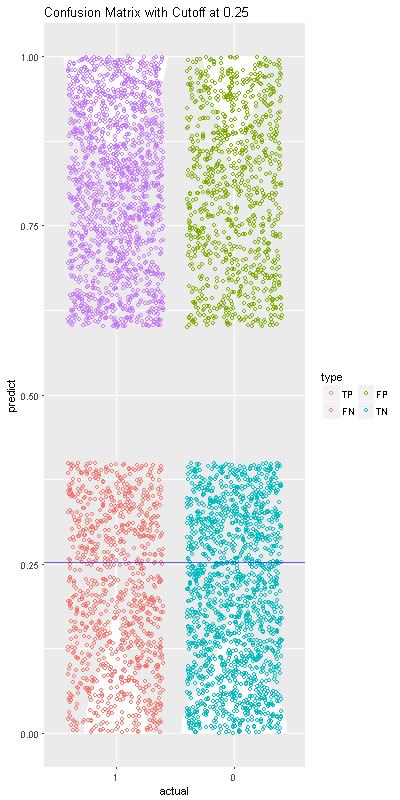 Confusion Matrix with Cutoff at 0.25
1.00
0.75
0.50
0.25
0.00
predict
1 0
actual
type
TP FP
FN TN